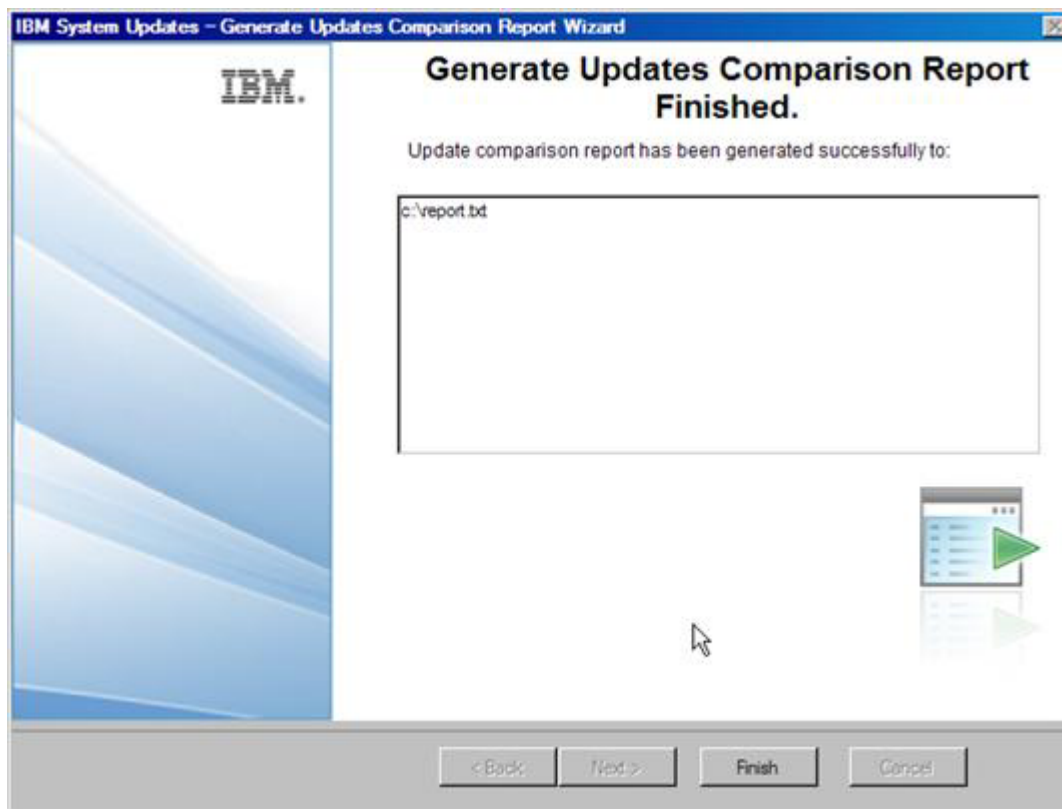 IBM System Updates – Generate Updates Comparison Report Wizard
IBM.
Generate Updates Comparison Report
Finished.
Update comparison report has been generated successfully to:
c:\report.txt
< Back
Next >
Finish
Cancel